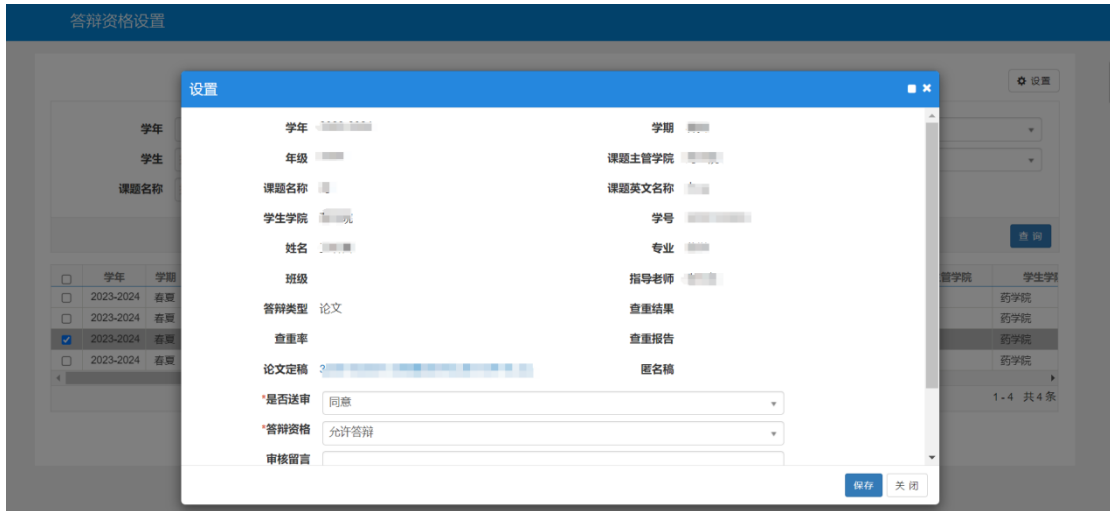 答辩资格设置
设置
设置
学年
学生
课题名称
学年 学期
年级 课题主管学院
课题名称 课题英文名称
学生学院 学号
姓名 专业
班级 指导老师
答辩类型 论文 查重结果
查重率 查重报告
论文定稿 匿名稿
*是否送审 同意
*答辩资格 允许答辩
审核留言
保存 关闭
查询
学年 学期 管学院 学生学
2023-2024 春夏 药学院
2023-2024 春夏 药学院
2023-2024 春夏 药学院
2023-2024 春夏 药学院
1 - 4 共 4 条